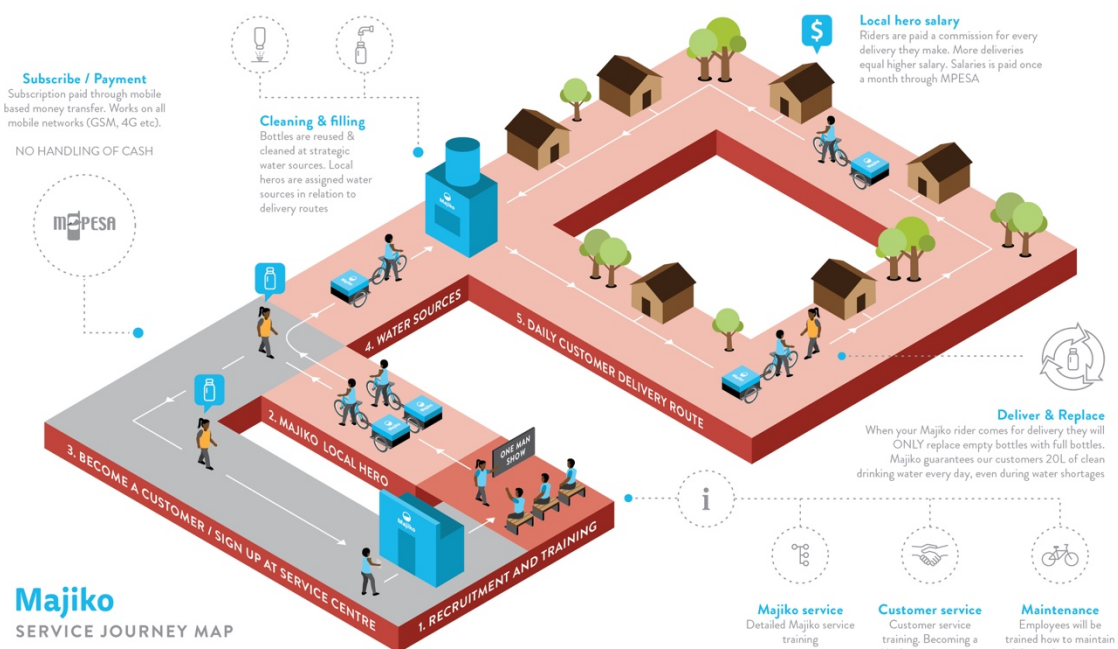 Subscribe / Payment
Subscription paid through mobile
based money transfer. Works on all
mobile networks (GSM, 4G etc).
NO HANDLING OF CASH
M-PESA
Cleaning & filling
Bottles are reused &
cleaned at strategic
water sources. Local
heros are assigned water
sources in relation to
delivery routes
$
Local hero salary
Riders are paid a commission for every
delivery they make. More deliveries
equal higher salary. Salaries is paid once
a month through MPESA
Majiko
4. WATER SOURCES
5. DAILY CUSTOMER DELIVERY ROUTE
2. MAJIKO LOCAL HERO
ONE MAN
SHOW
3. BECOME A CUSTOMER / SIGN UP AT SERVICE CENTRE
Majiko
1. RECRUITMENT AND TRAINING
Deliver & Replace
When your Majiko rider comes for delivery they will
ONLY replace empty bottles with full bottles.
Majiko guarantees our customers 20L of clean
drinking water every day, even during water shortages
i
Majiko service
Detailed Majiko service
training
Customer service
Customer service
training. Becoming a
Maintenance
Employees will be
trained how to maintain
Majiko
SERVICE JOURNEY MAP